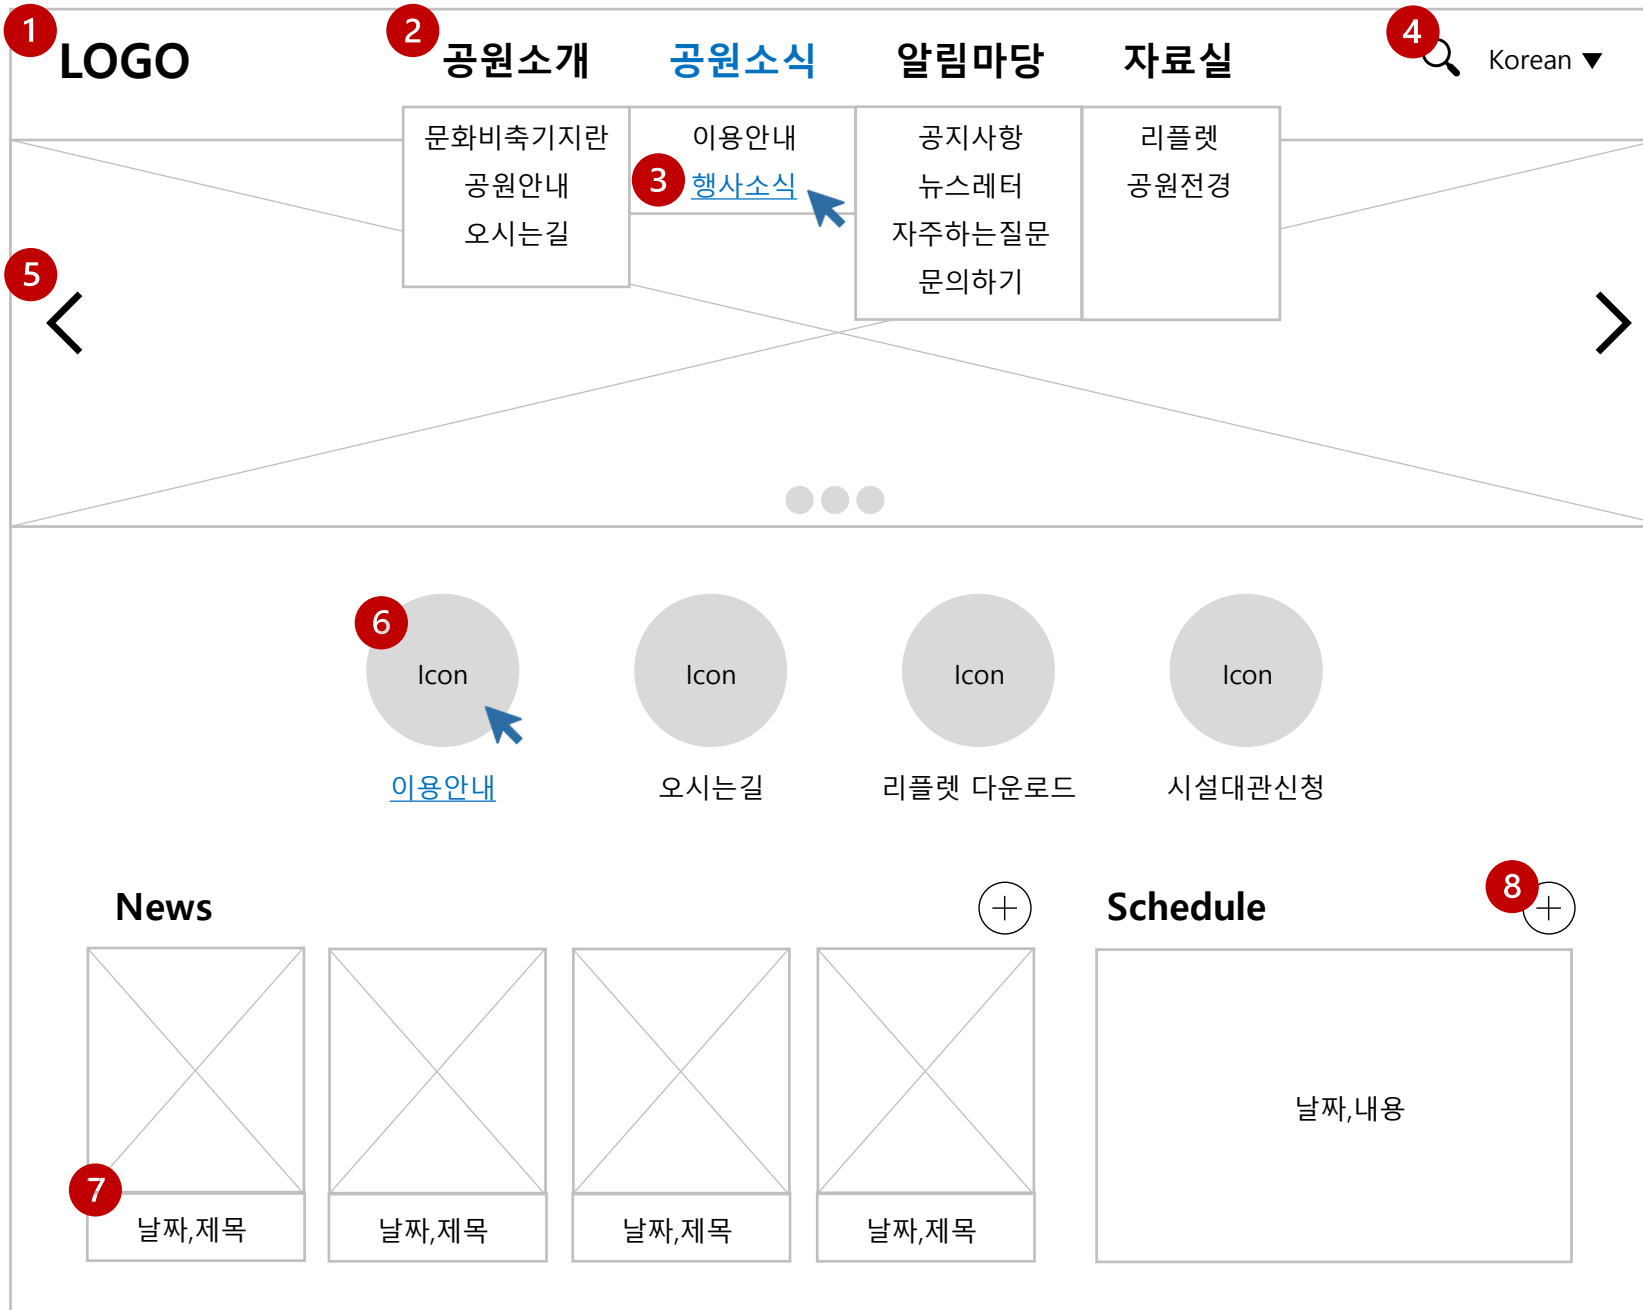 1
LOGO
2
공원소개
공원소식
알림마당
자료실
4
Korean ▼
문화비축기지란
공원안내
오시는길
이용안내
3
행사소식
공지사항
뉴스레터
자주하는질문
문의하기
리플렛
공원전경
5
6
Icon
Icon
Icon
Icon
이용안내
오시는길
리플렛 다운로드
시설대관신청
News
Schedule
8
7
날짜,제목
날짜,제목
날짜,제목
날짜,제목
날짜,내용